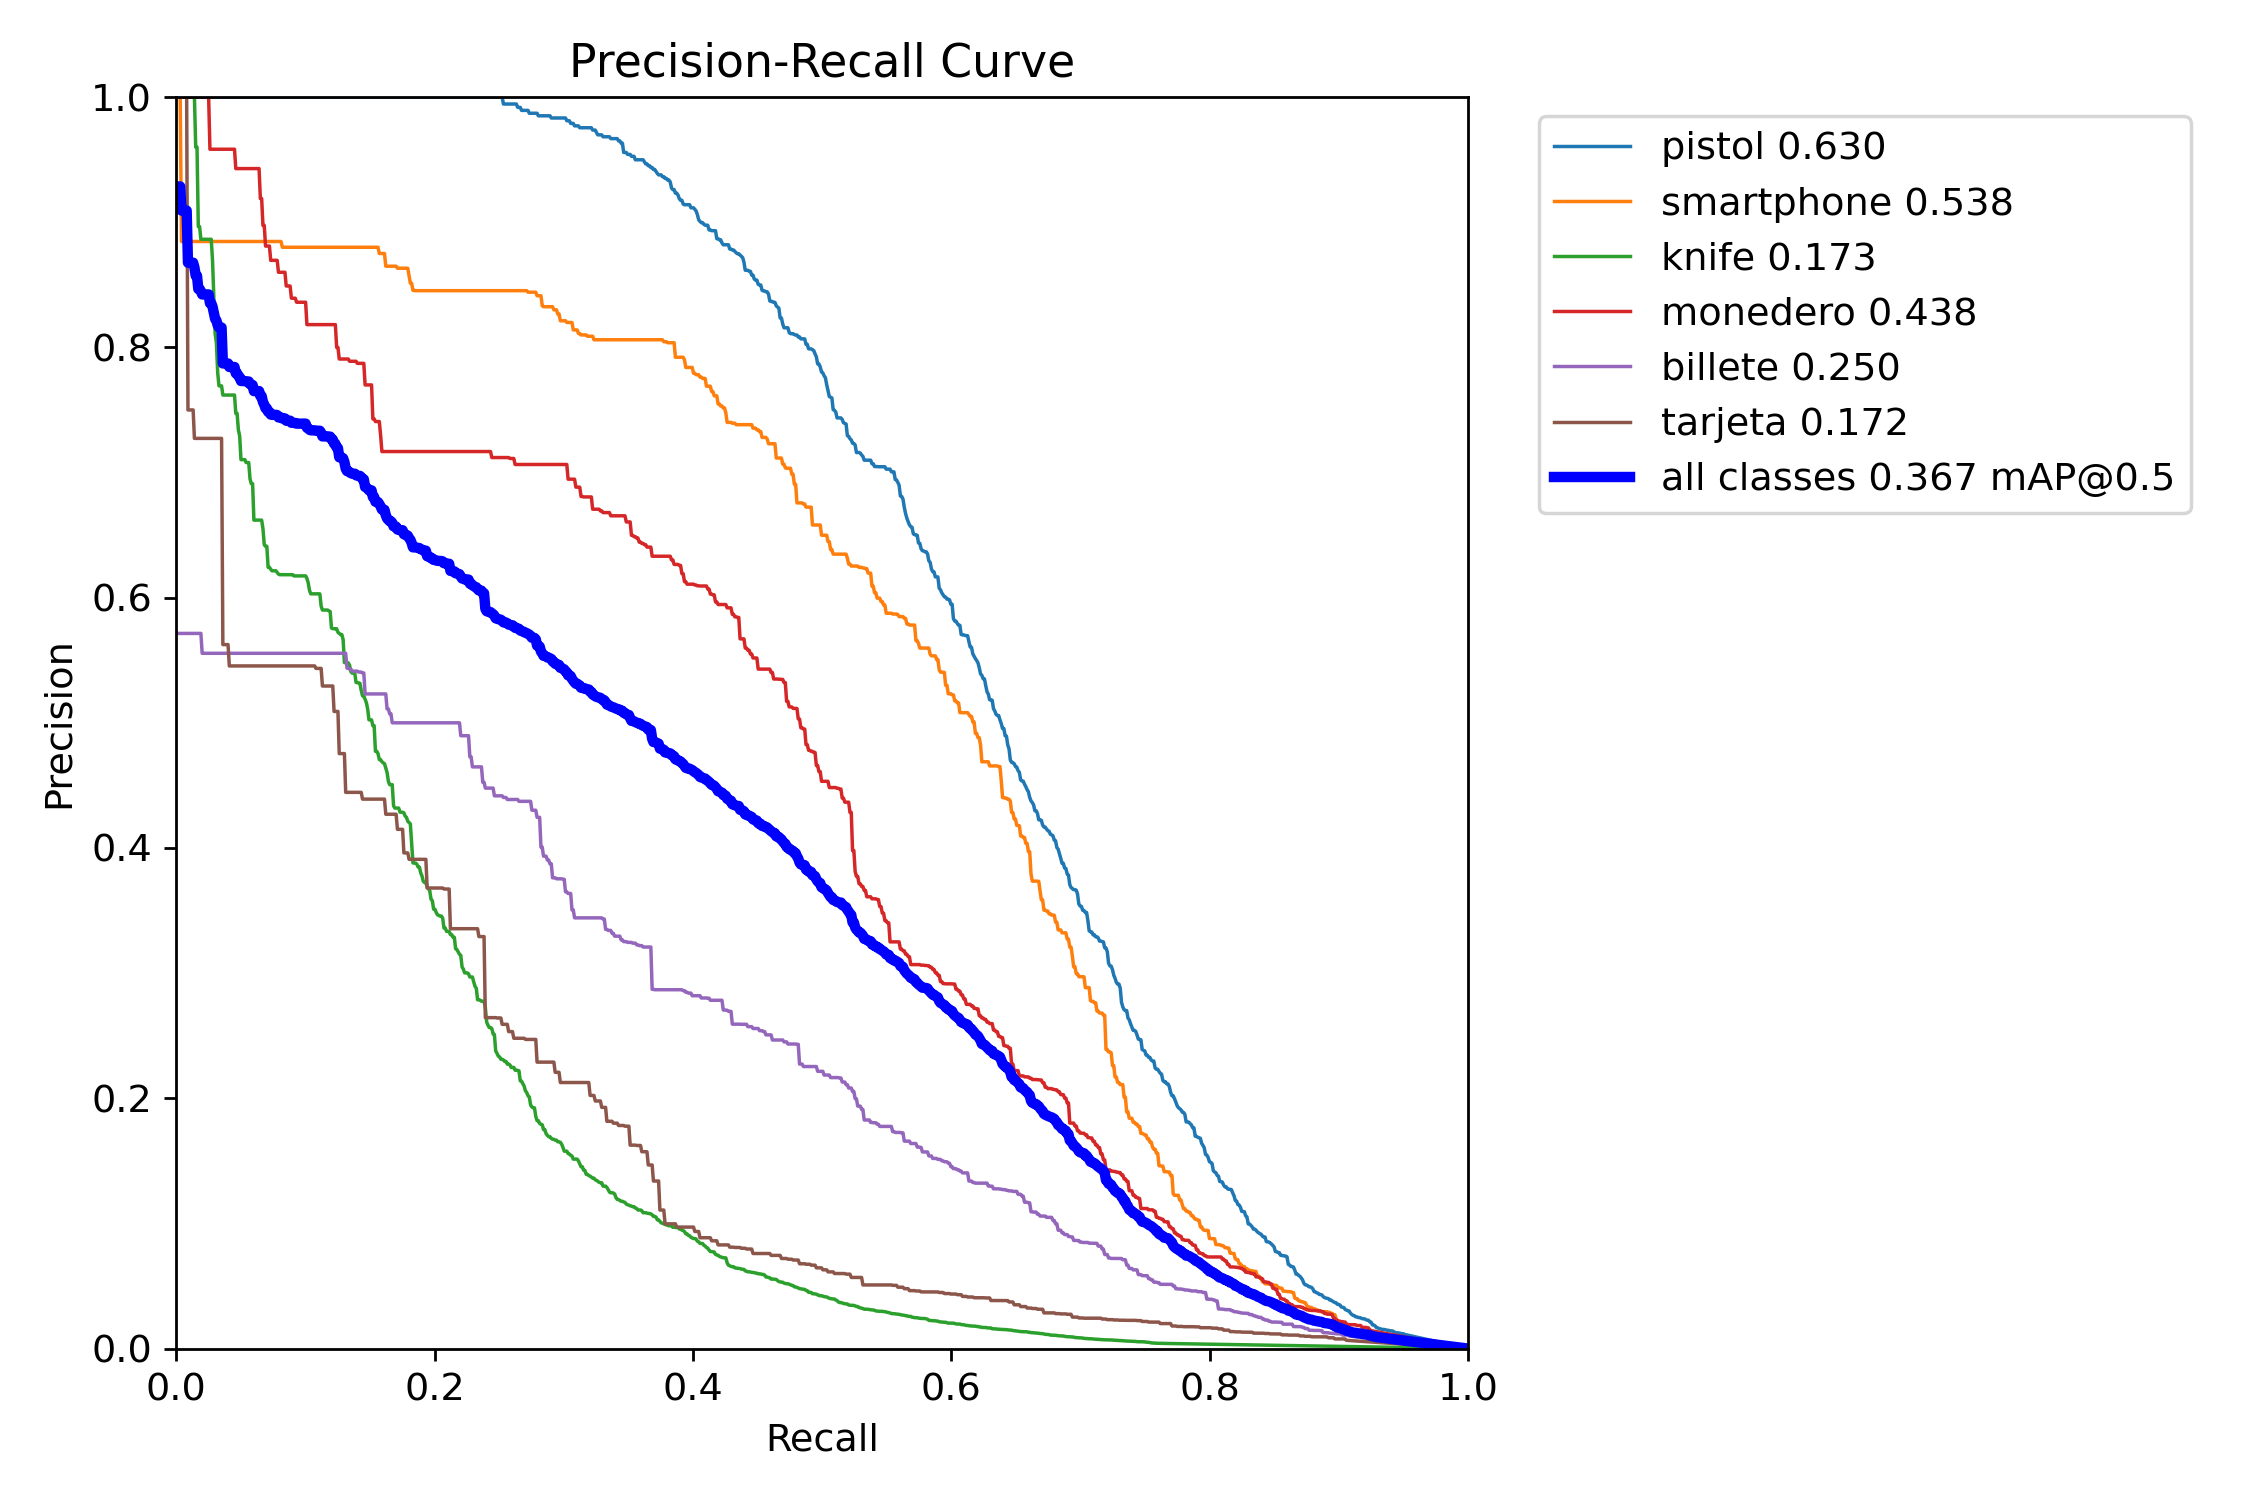 Precision-Recall Curve
1.0
0.8
0.6
0.4
0.2
0.0
Precision
0.0 0.2 0.4 0.6 0.8 1.0
Recall
pistol 0.630
smartphone 0.538
knife 0.173
monedero 0.438
billete 0.250
tarjeta 0.172
all classes 0.367 mAP@0.5